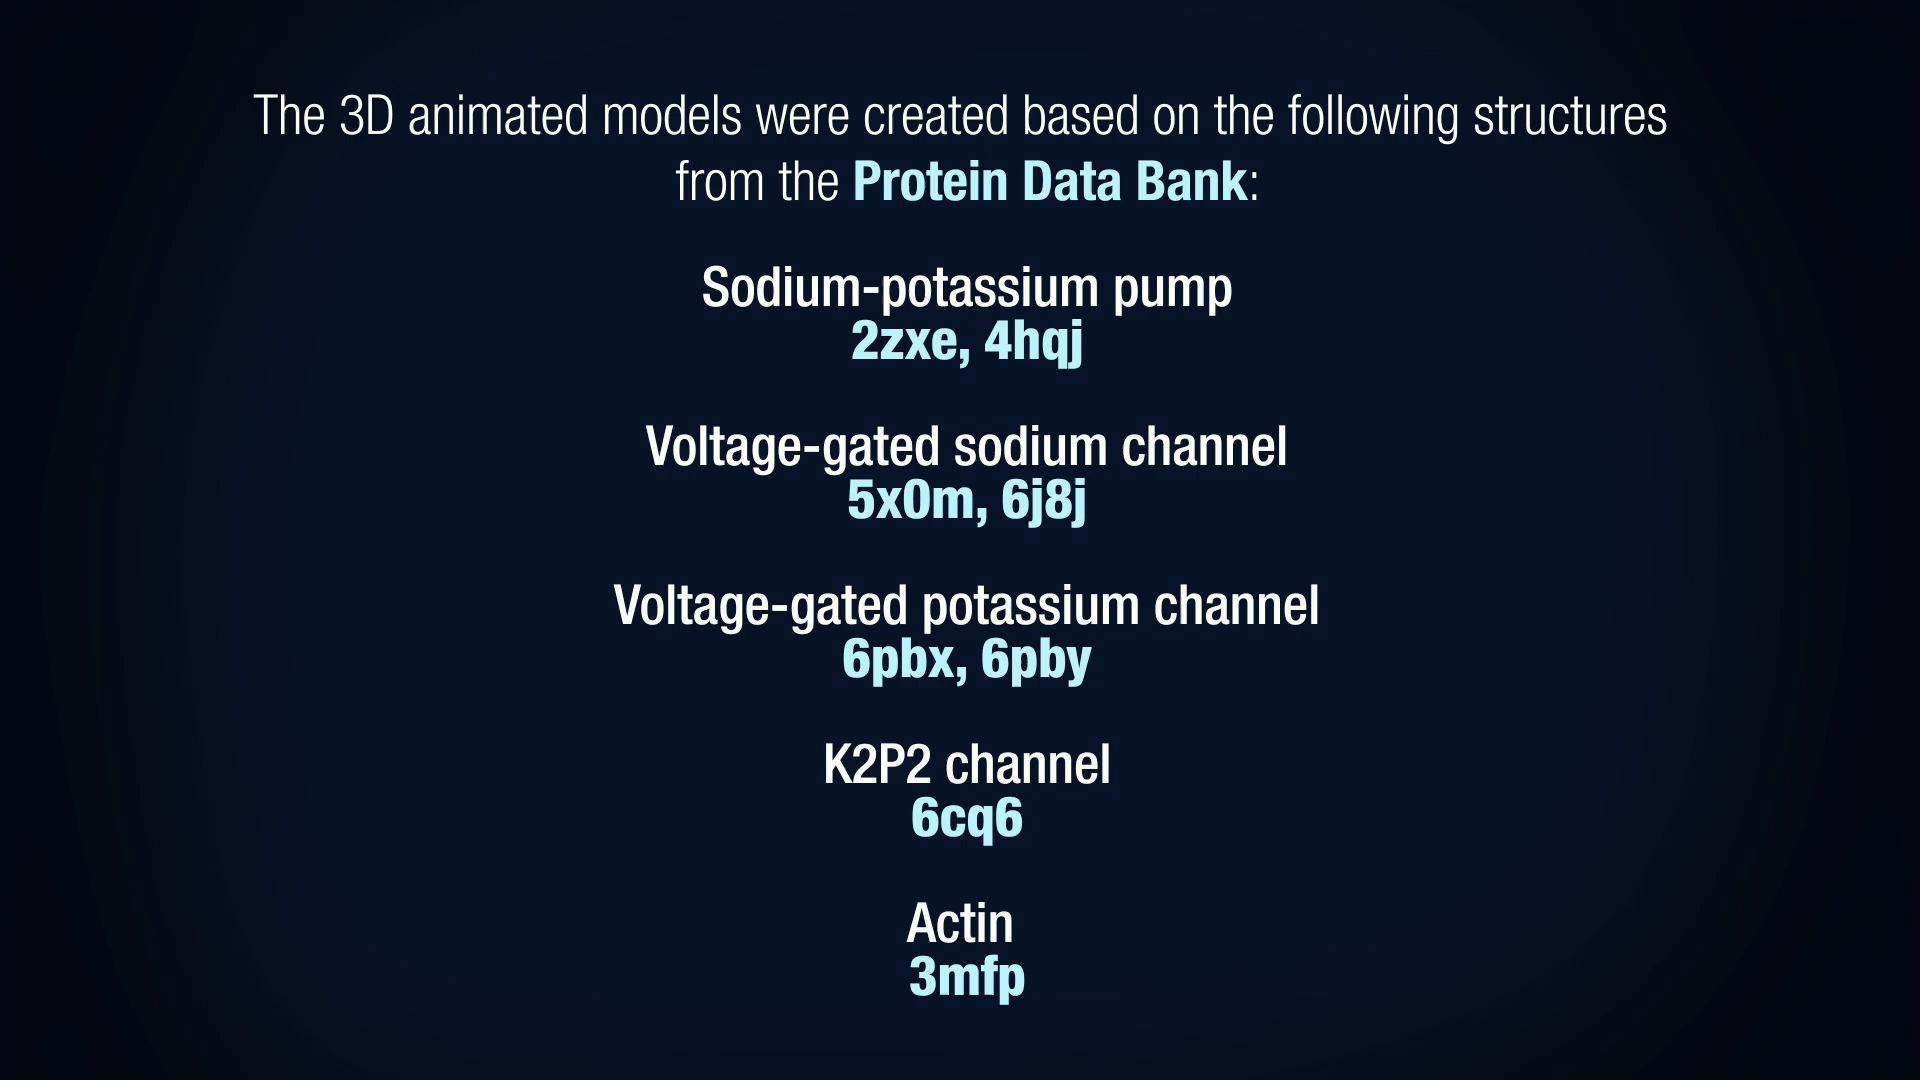 The 3D animated models were created based on the following structures
from the Protein Data Bank:
Sodium-potassium pump
2zxe, 4hqj
Voltage-gated sodium channel
5x0m, 6j8j
Voltage-gated potassium channel
6pbx, 6pby
K2P2 channel
6cq6
Actin
3mfp